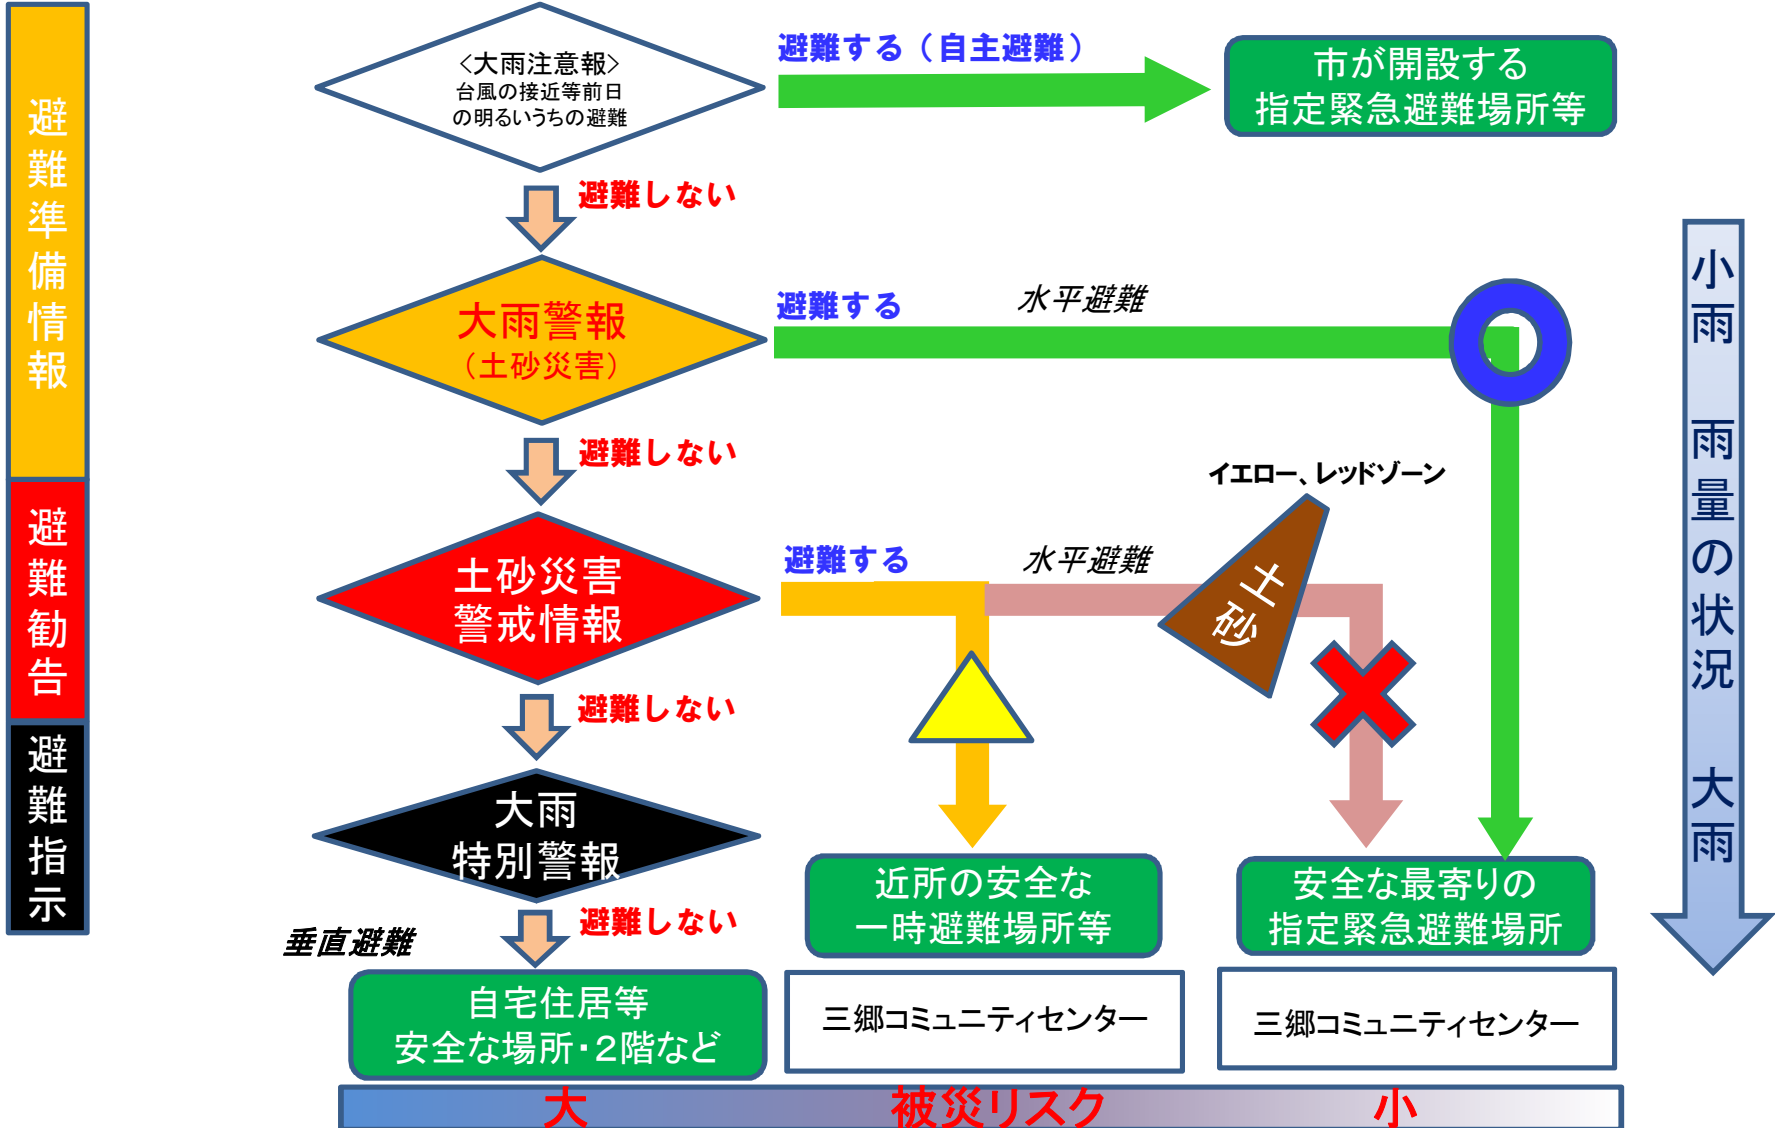 避難準備情報
避難勧告
避難指示
<大雨注意報>
台風の接近等前日
の明るいうちの避難
避難する（自主避難）
市が開設する
指定緊急避難場所等
避難しない
大雨警報
（土砂災害）
避難する
水平避難
避難しない
イエロー、レッドゾーン
土砂災害
警戒情報
避難する
水平避難
土砂
避難しない
大雨
特別警報
避難しない
垂直避難
自宅住居等
安全な場所・２階など
近所の安全な
一時避難場所等
三郷コミュニティセンター
安全な最寄りの
指定緊急避難場所
三郷コミュニティセンター
小雨　雨量の状況　大雨
大　被災リスク　小